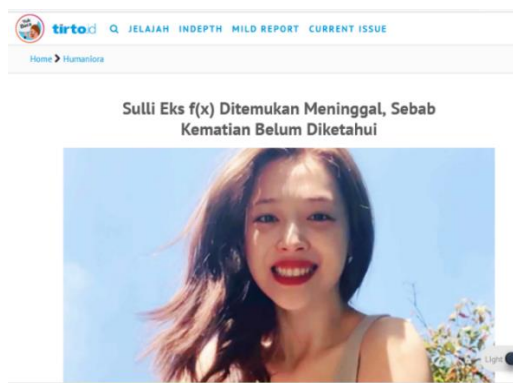 tirto.id JELAJAH INDEPTH MILD REPORT CURRENT ISSUE
Home > Humaniora
Sulli Eks f(x) Ditemukan Meninggal, Sebab
Kematian Belum Diketahui
Light